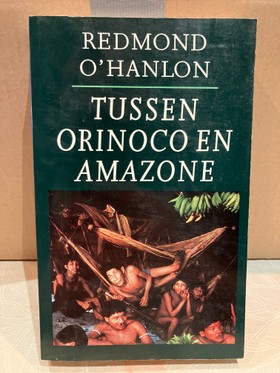 REDMOND
O'HANLON
TUSSEN
ORINOCO EN
AMAZONE